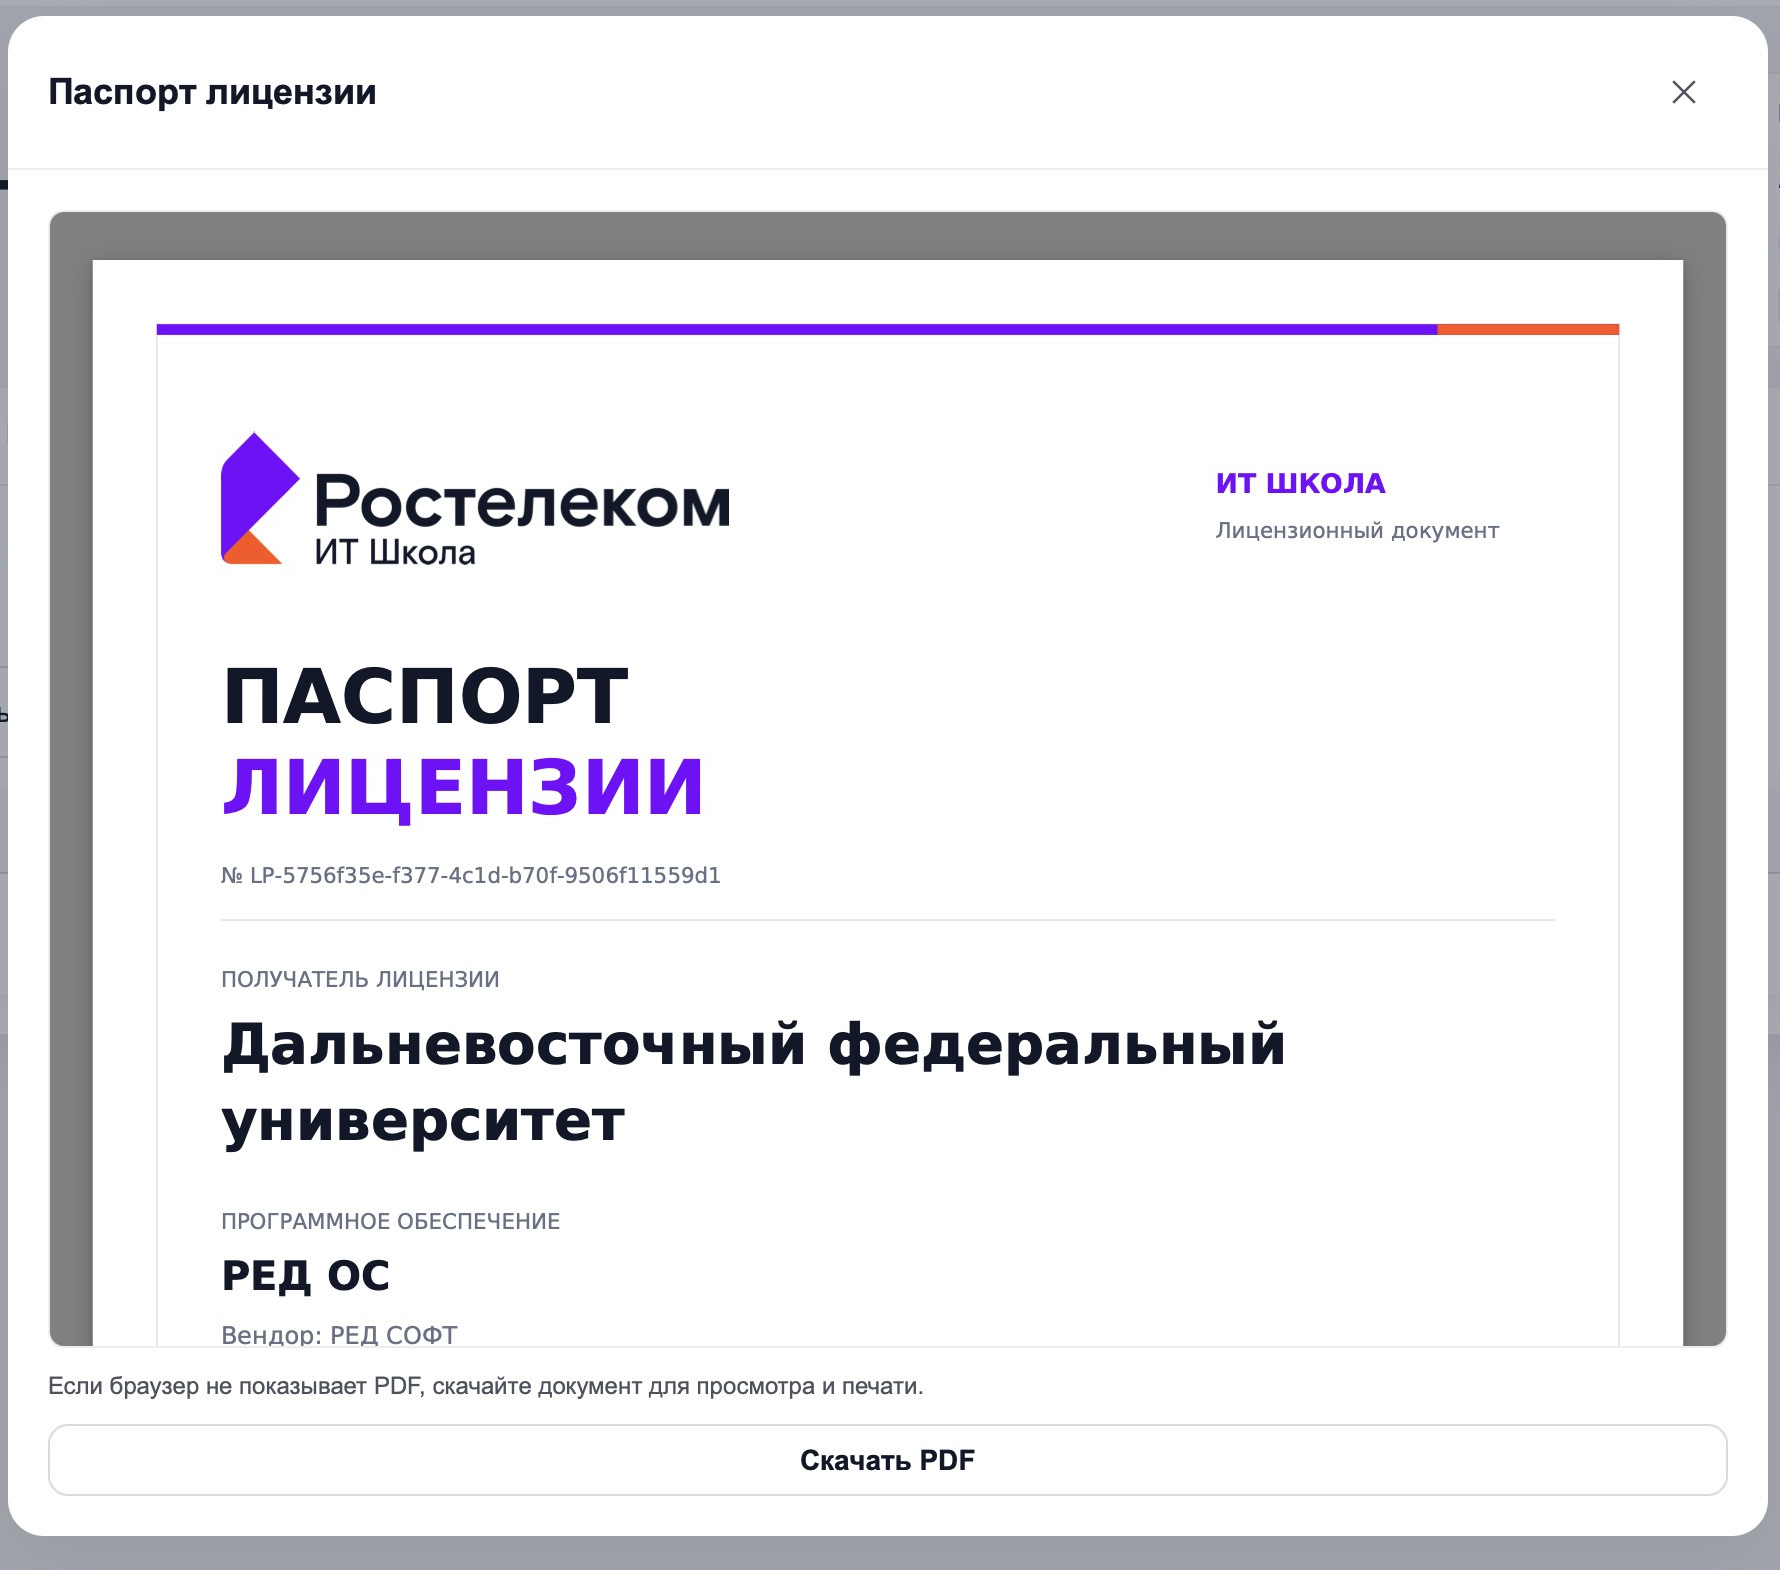 Паспорт лицензии
Ростелеком
ИТ Школа
ИТ ШКОЛА
Лицензионный документ
ПАСПОРТ
ЛИЦЕНЗИИ
№ LP-5756f35e-f377-4c1d-b70f-9506f11559d1
ПОЛУЧАТЕЛЬ ЛИЦЕНЗИИ
Дальневосточный федеральный
университет
ПРОГРАММНОЕ ОБЕСПЕЧЕНИЕ
РЕД ОС
Вендор: РЕД СОФТ
Если браузер не показывает PDF, скачайте документ для просмотра и печати.
Скачать PDF